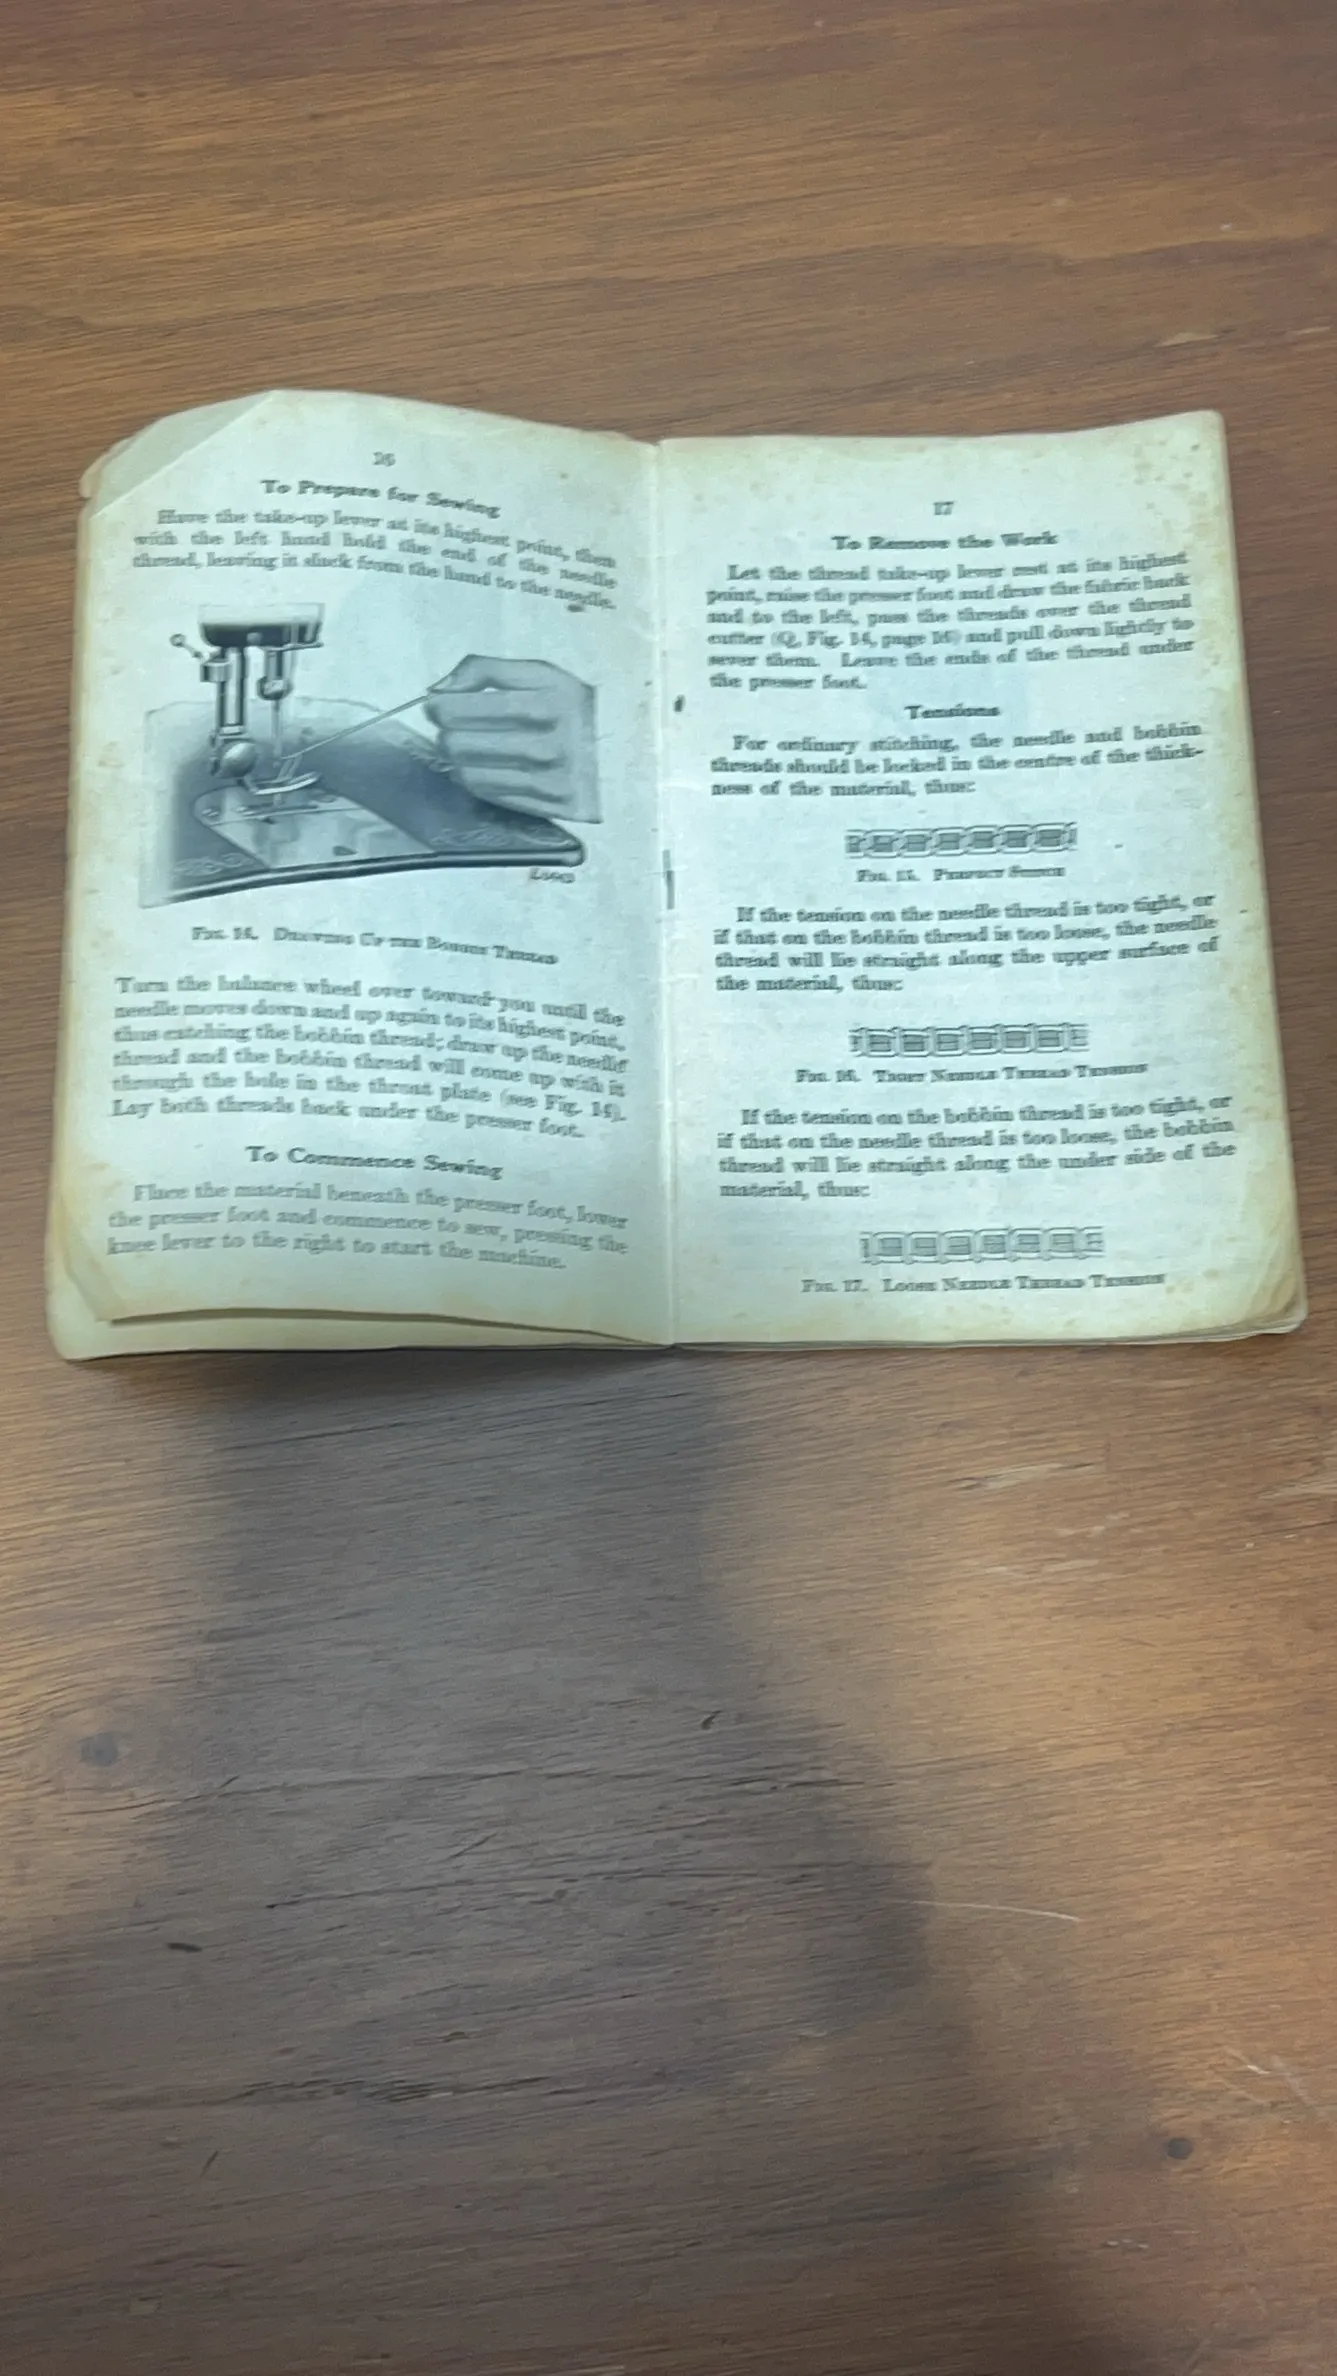 16
To Prepare for Sewing
Have the take-up lever at its highest point, then
with the left hand hold the end of the needle
thread, leaving it slack from the hand to the needle.
Q
FIG. 14. DRAWING UP THE BOBBIN THREAD
Turn the balance wheel over toward you until the
needle moves down and up again to its highest point,
thus catching the bobbin thread; draw up the needle
thread and the bobbin thread will come up with it
through the hole in the throat plate (see Fig. 14).
Lay both threads back under the presser foot.
To Commence Sewing
Place the material beneath the presser foot, lower
the presser foot and commence to sew, pressing the
knee lever to the right to start the machine.
17
To Remove the Work
Let the thread take-up lever rest at its highest
point, raise the presser foot and draw the fabric back
and to the left, pass the threads over the thread
cutter (Q, Fig. 14, page 16) and pull down lightly to
sever them. Leave the ends of the thread under
the presser foot.
Tensions
For ordinary stitching, the needle and bobbin
threads should be locked in the centre of the thick-
ness of the material, thus:
FIG. 15. PERFECT STITCH
If the tension on the needle thread is too tight, or
if that on the bobbin thread is too loose, the needle
thread will lie straight along the upper surface of
the material, thus:
FIG. 16. TIGHT NEEDLE THREAD TENSION
If the tension on the bobbin thread is too tight, or
if that on the needle thread is too loose, the bobbin
thread will lie straight along the under side of the
material, thus:
FIG. 17. LOOSE NEEDLE THREAD TENSION